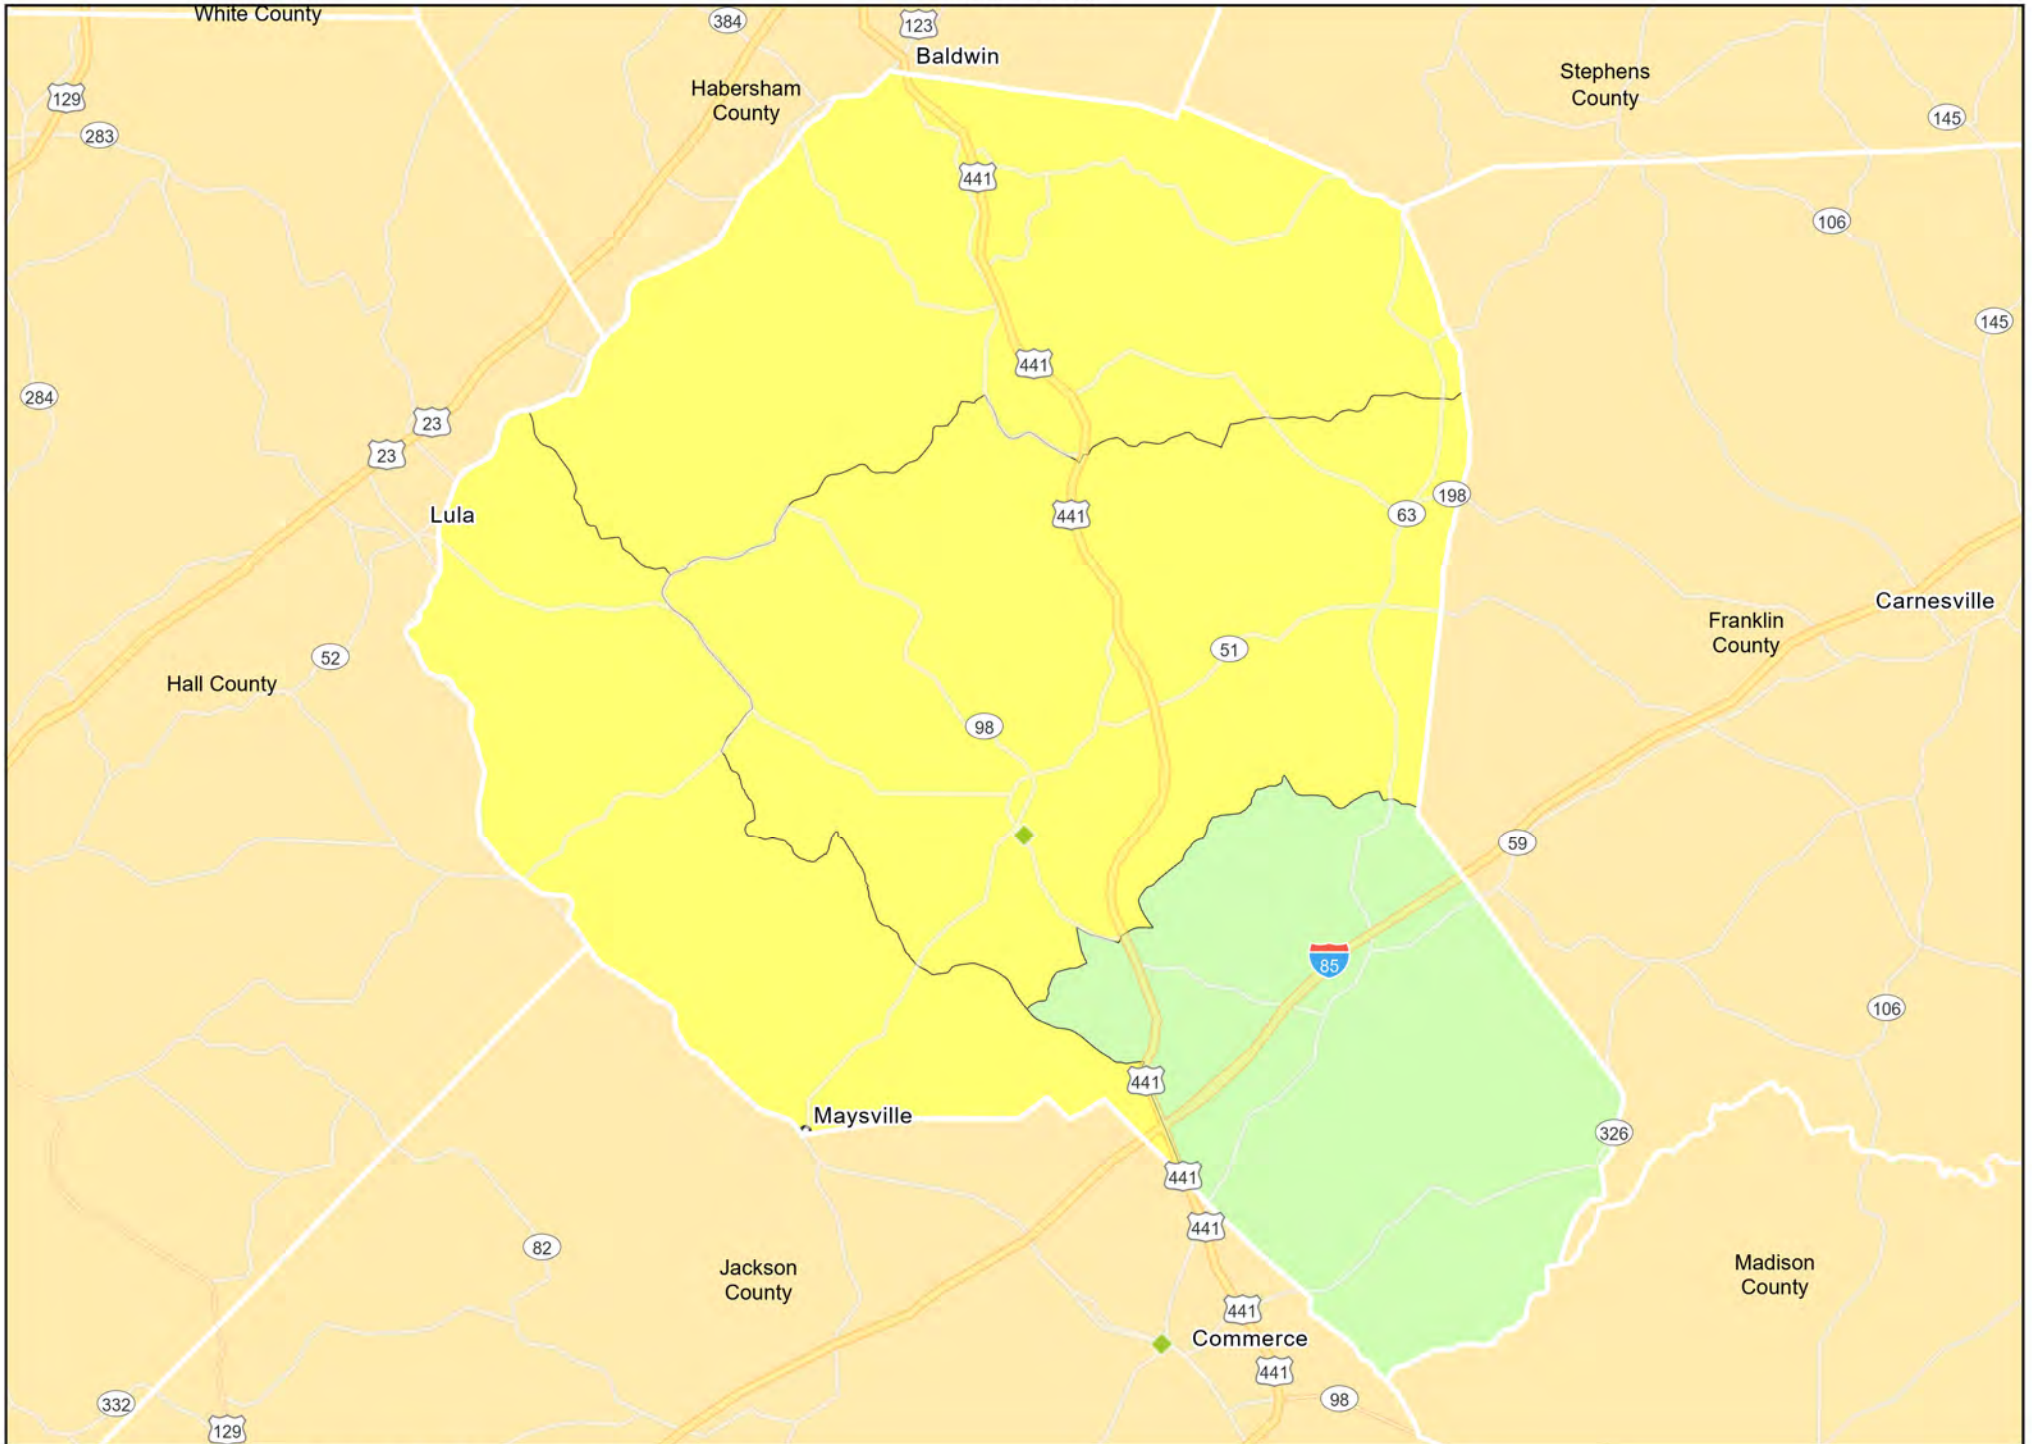 White County
384
123
Baldwin
Habersham
County
Stephens
County
129
283
145
441
106
145
441
284
23
23
Lula
441
198
63
Carnesville
Franklin
County
51
52
Hall County
98
59
85
106
441
Maysville
326
441
441
82
Jackson
County
Madison
County
441
Commerce
441
98
332
129